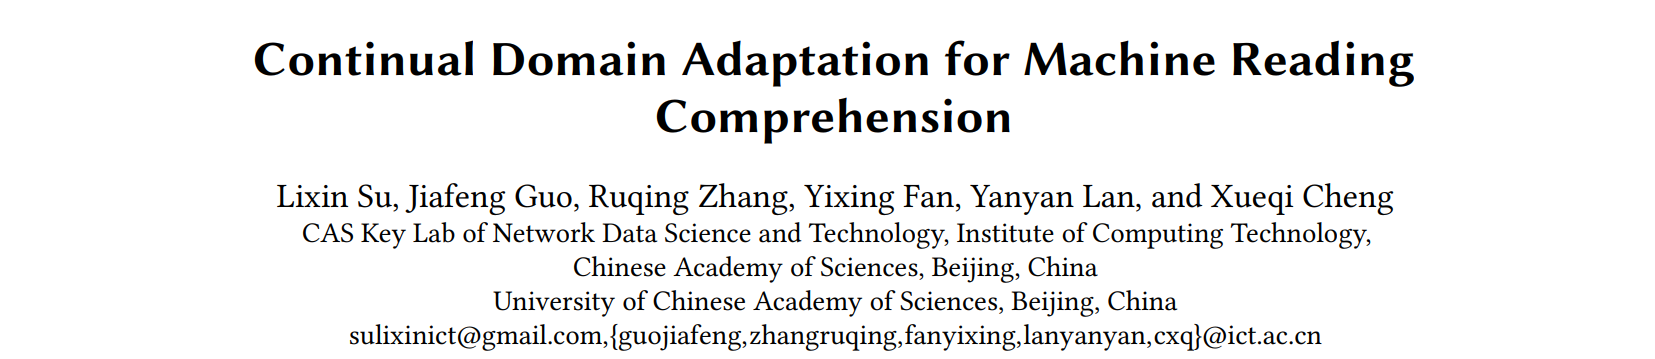 Continual Domain Adaptation for Machine Reading
Comprehension
Lixin Su, Jiafeng Guo, Ruqing Zhang, Yixing Fan, Yanyan Lan, and Xueqi Cheng
CAS Key Lab of Network Data Science and Technology, Institute of Computing Technology,
Chinese Academy of Sciences, Beijing, China
University of Chinese Academy of Sciences, Beijing, China
sulixinict@gmail.com,{guojiafeng,zhangruqing,fanyixing,lanyanyan,cxq}@ict.ac.cn